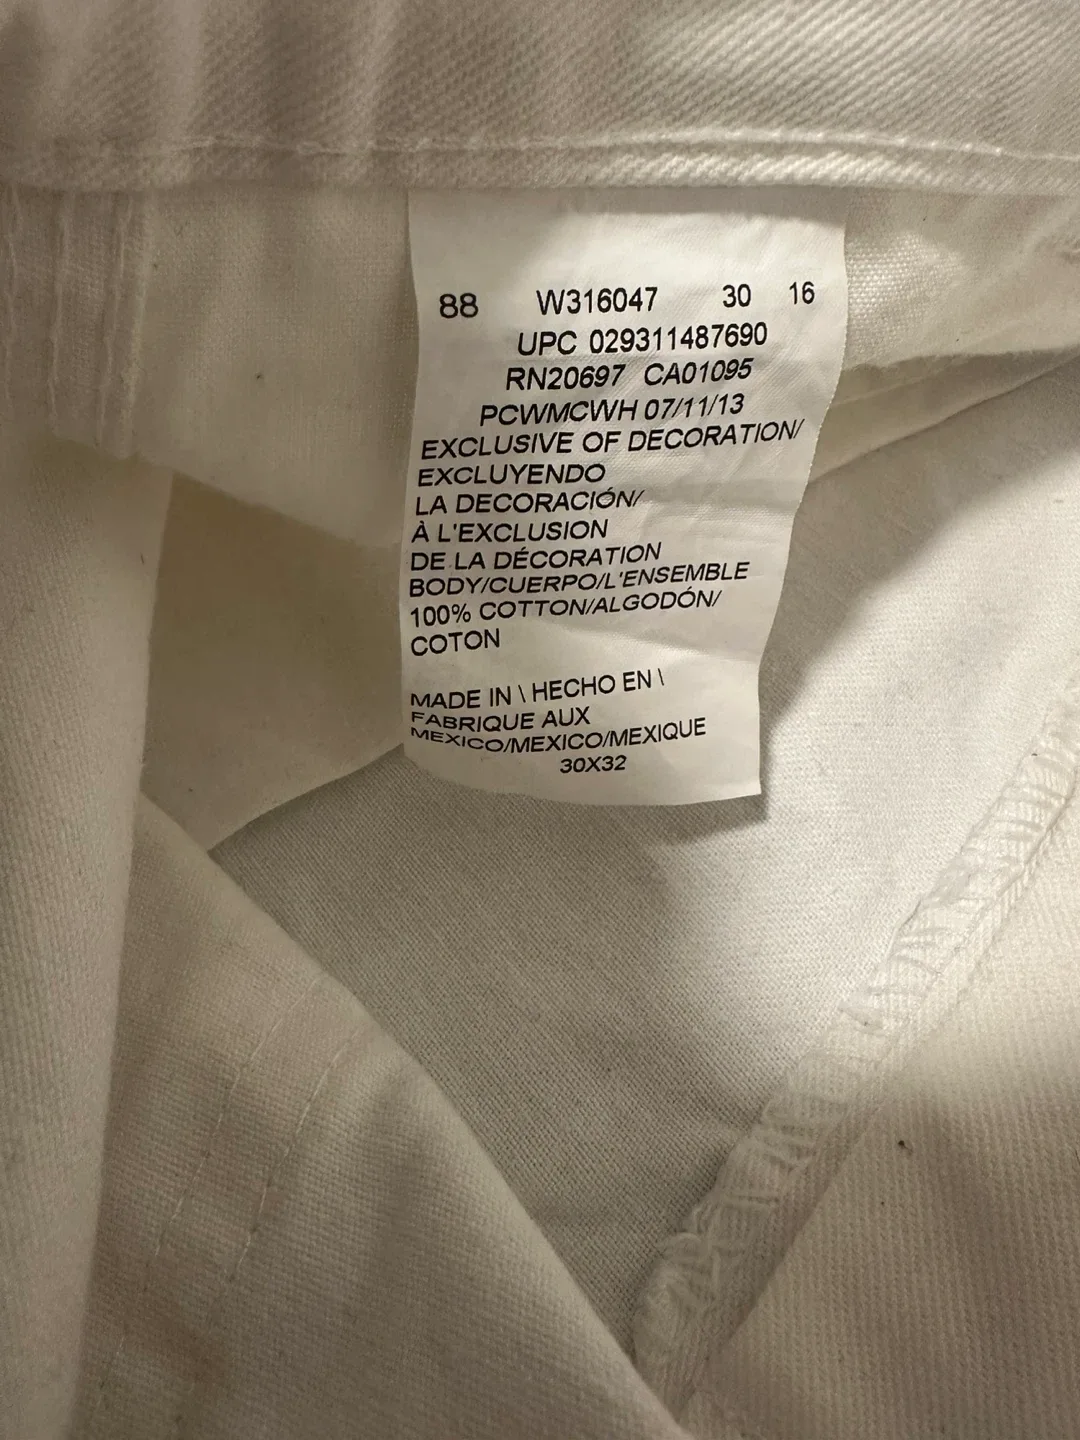 88 W316047 30 16
UPC 029311487690
RN20697 CA01095
PCWMCWH 07/11/13
EXCLUSIVE OF DECORATION/
EXCLUYENDO
LA DECORACIÓN/
À L'EXCLUSION
DE LA DÉCORATION
BODY/CUERPO/L'ENSEMBLE
100% COTTON/ALGODÓN/
COTON
MADE IN \ HECHO EN \
FABRIQUE AUX
MEXICO/MEXICO/MEXIQUE
30X32